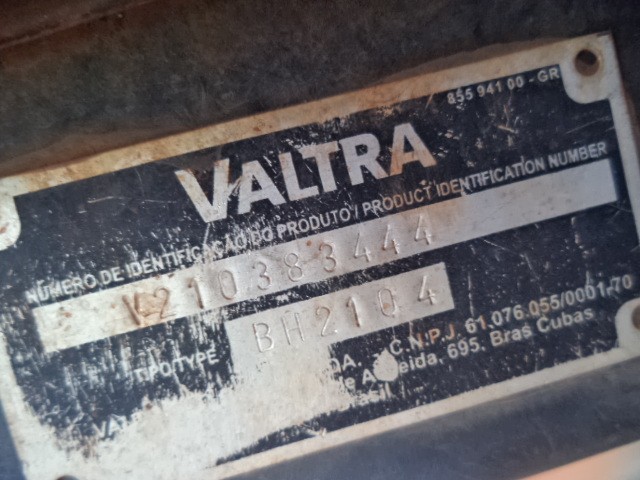 855 941 00 - GR
VALTRA
NÚMERO DE IDENTIFICAÇÃO DO PRODUTO / PRODUCT IDENTIFICATION NUMBER
V210383444
TIPO/TYPE BH2104
C.N.P.J. 61.076.055/0001-70
695. Bras Cubas